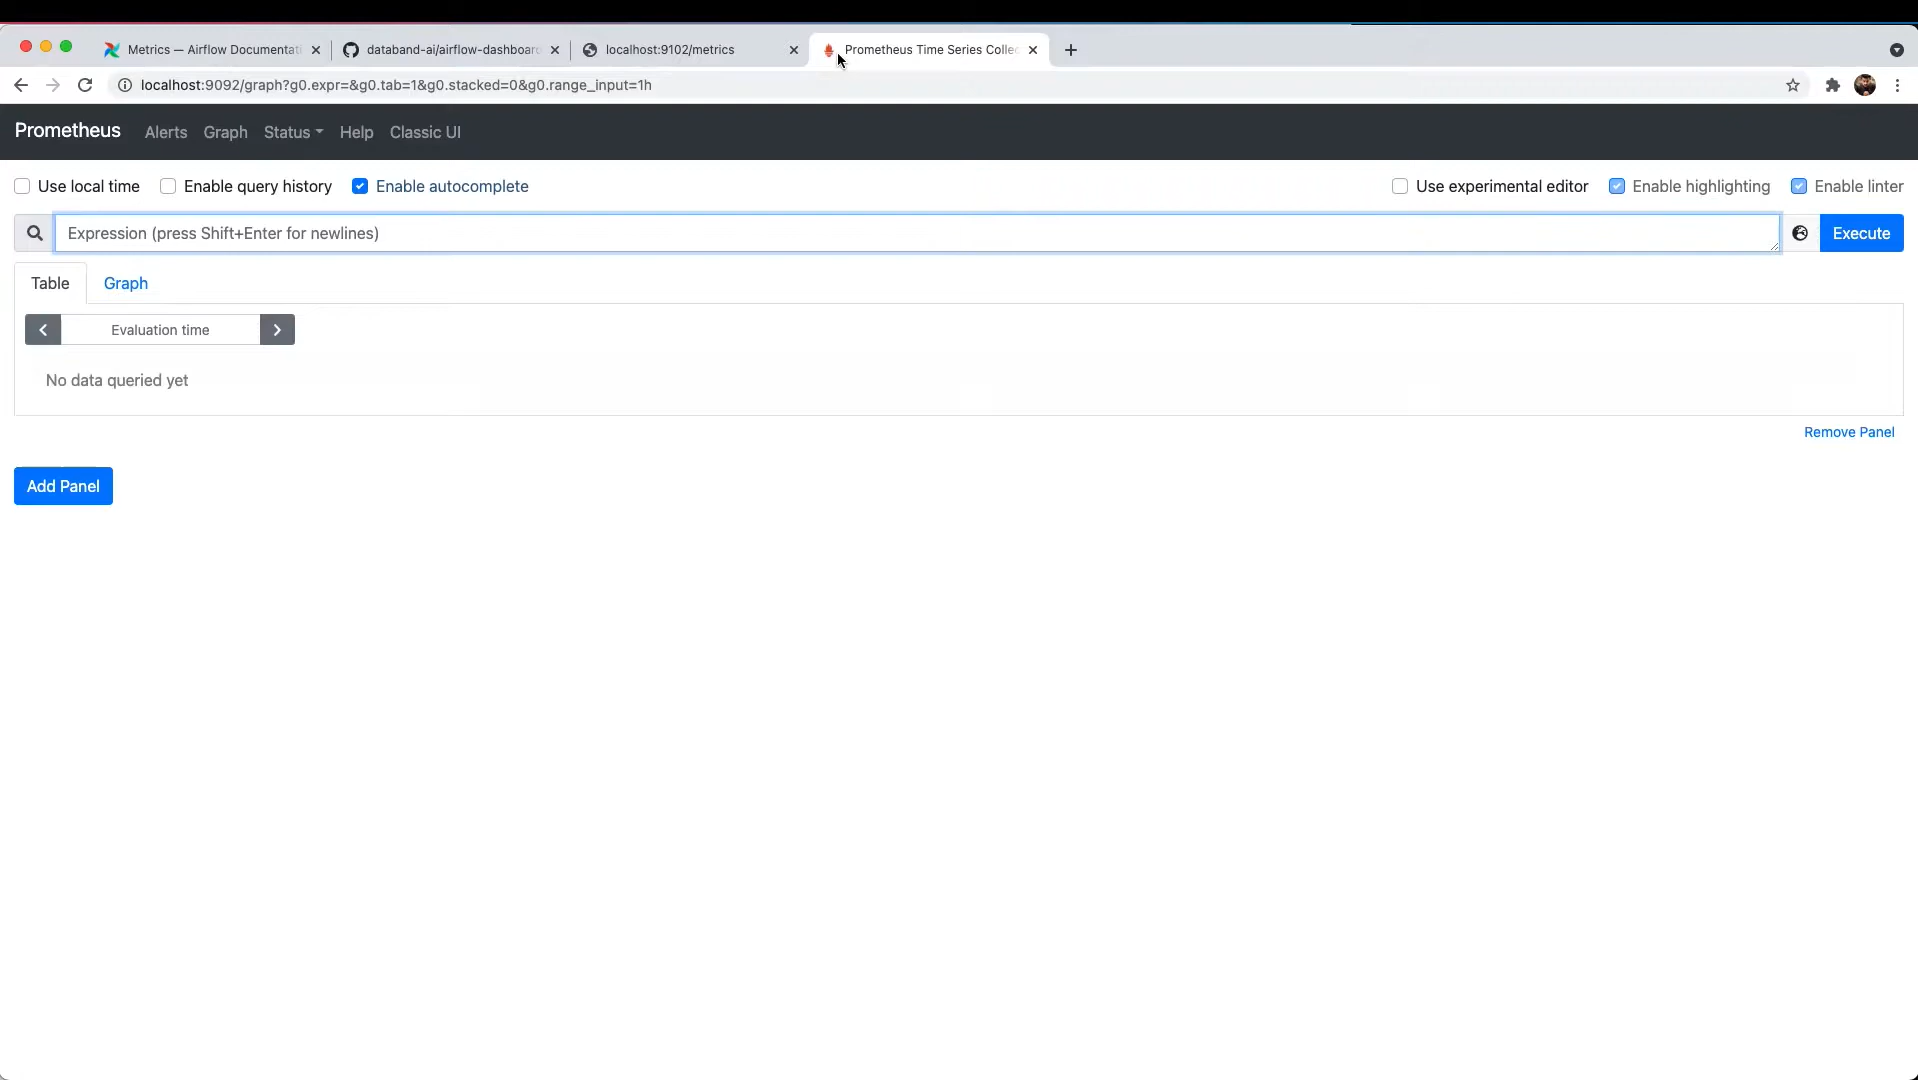 Metrics — Airflow Documentati
databand-ai/airflow-dashboar
localhost:9102/metrics
Prometheus Time Series Collec
localhost:9092/graph?g0.expr=&g0.tab=1&g0.stacked=0&g0.range_input=1h
Prometheus Alerts Graph Status Help Classic UI
Use local time Enable query history Enable autocomplete Use experimental editor Enable highlighting Enable linter
Expression (press Shift+Enter for newlines) Execute
Table Graph
Evaluation time
No data queried yet
Remove Panel
Add Panel